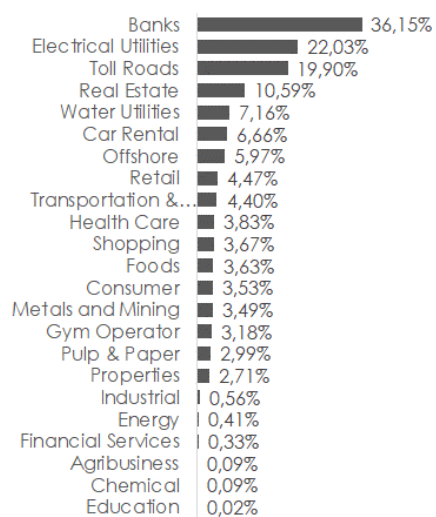 Banks 36,15%
Electrical Utilities 22,03%
Toll Roads 19,90%
Real Estate 10,59%
Water Utilities 7,16%
Car Rental 6,66%
Offshore 5,97%
Retail 4,47%
Transportation &... 4,40%
Health Care 3,83%
Shopping 3,67%
Foods 3,63%
Consumer 3,53%
Metals and Mining 3,49%
Gym Operator 3,18%
Pulp & Paper 2,99%
Properties 2,71%
Industrial 0,56%
Energy 0,41%
Financial Services 0,33%
Agribusiness 0,09%
Chemical 0,09%
Education 0,02%